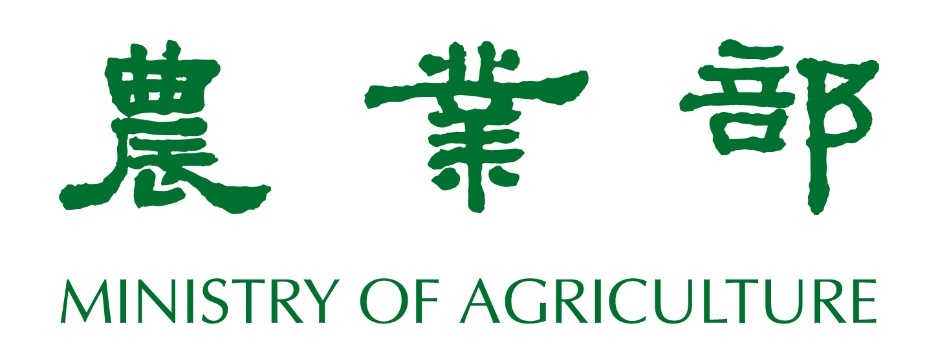 農業部
MINISTRY OF AGRICULTURE